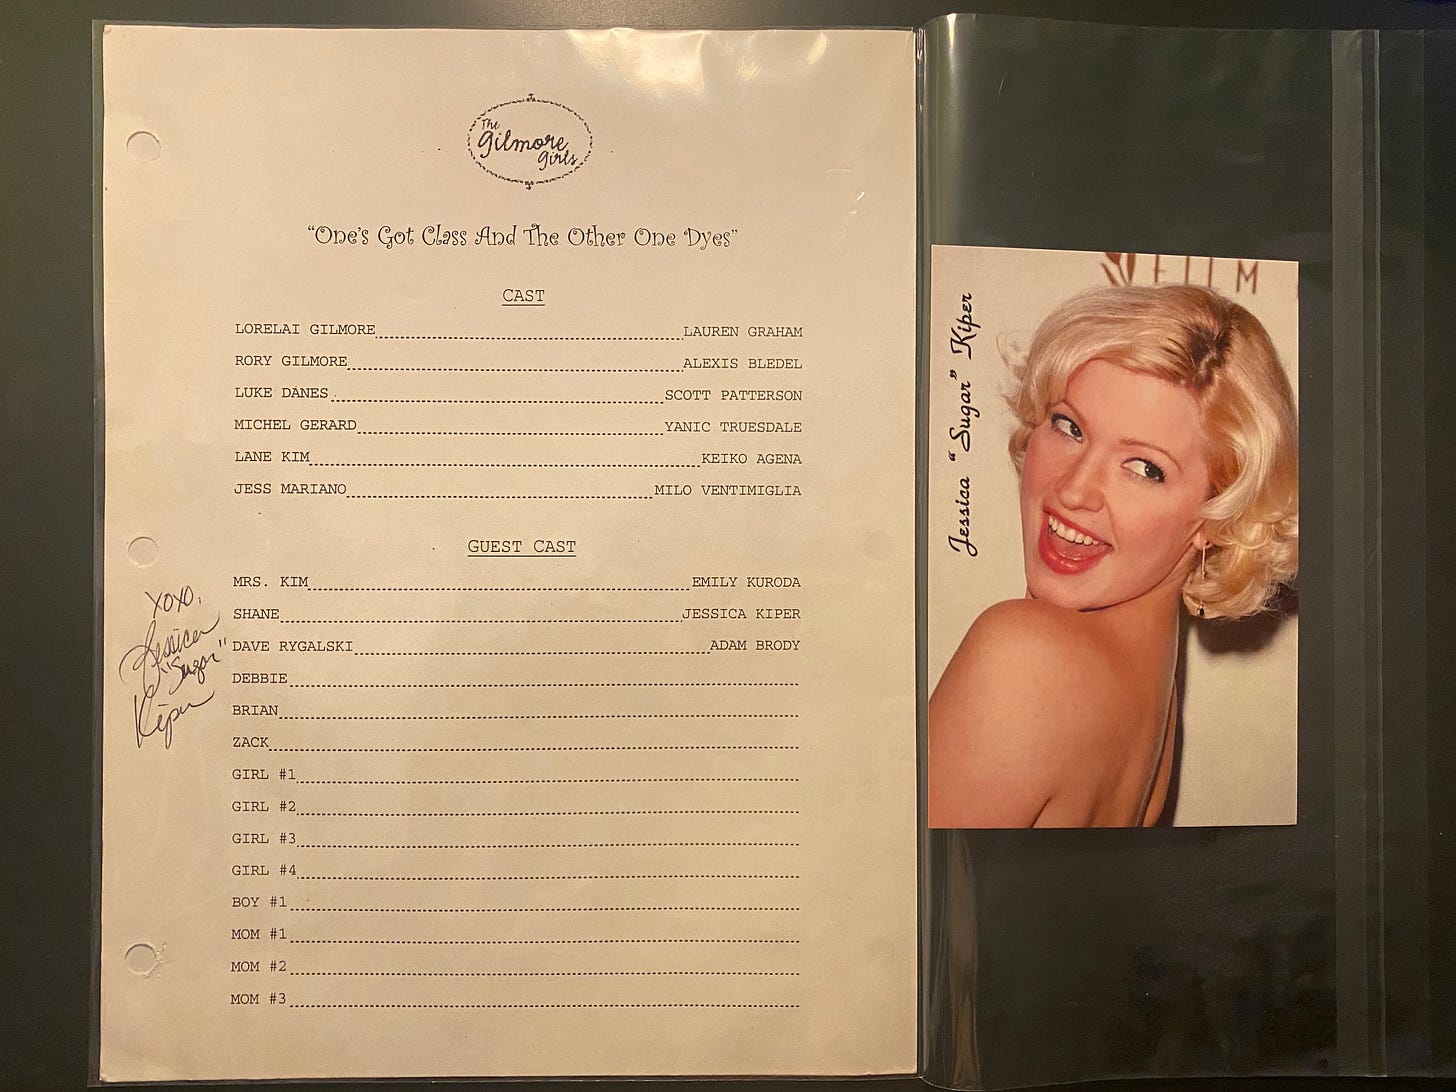 The
Gilmore
Girls
“One's Got Class And The Other One Dyes”
CAST
LORELAI GILMORE LAUREN GRAHAM
RORY GILMORE ALEXIS BLEDEL
LUKE DANES SCOTT PATTERSON
MICHEL GERARD YANIC TRUESDALE
LANE KIM KEIKO AGENA
JESS MARIANO MILO VENTIMIGLIA
GUEST CAST
MRS. KIM EMILY KURODA
SHANE JESSICA KIPER
DAVE RYGALSKI ADAM BRODY
DEBBIE
BRIAN
ZACK
GIRL #1
GIRL #2
GIRL #3
GIRL #4
BOY #1
MOM #1
MOM #2
MOM #3
XOXO,
Jessica
"Sugar"
Kiper
Jessica “Sugar” Kiper
FILM